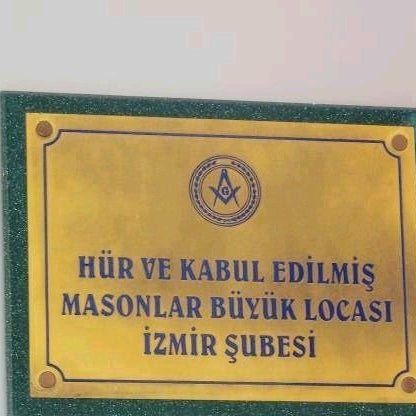 G
HÜR VE KABUL EDİLMİŞ
MASONLAR BÜYÜK LOCASI
İZMİR ŞUBESİ